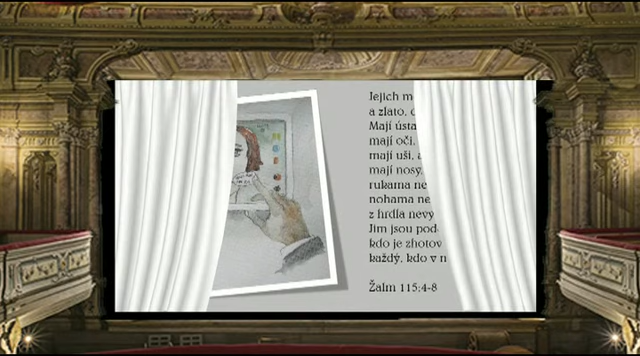 Jejich m
a zlato,
Mají ústa
mají oči,
mají uši,
mají nosy,
rukama ne
nohama ne
z hrdla nevy
Jim jsou pod
kdo je zhotov
každý, kdo v n
Žalm 115:4-8